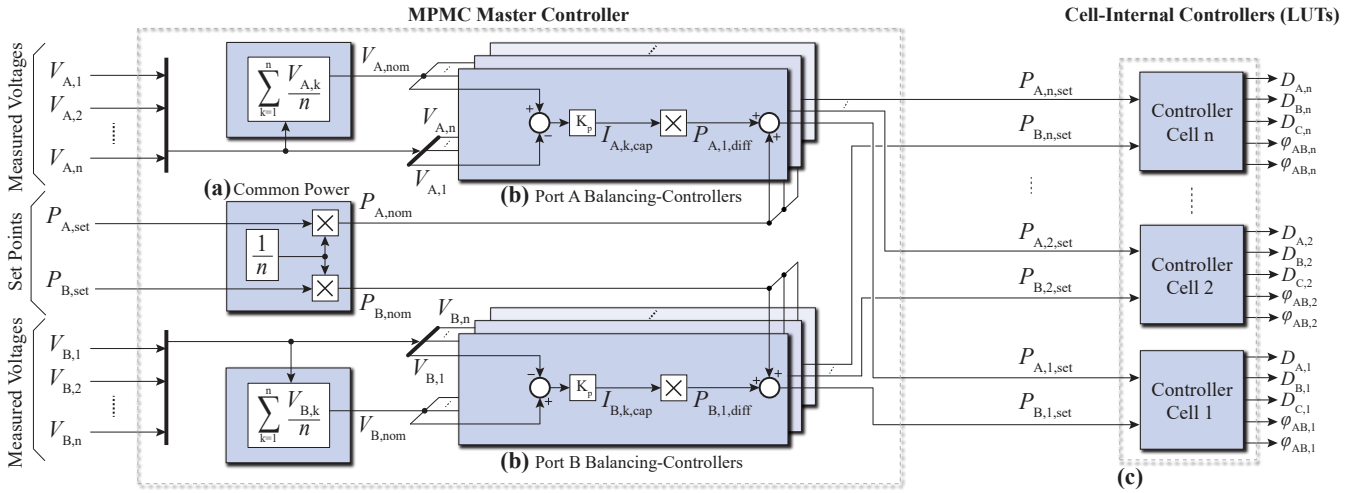 MPMC Master Controller
Cell-Internal Controllers (LUTs)
Measured Voltages
V_A,1
V_A,2
V_A,n
n
∑
k=1
V_A,k
n
V_A,nom
V_A,n
V_A,1
+
−
K_p
I_A,k,cap
×
P_A,1,diff
+
+
(b) Port A Balancing-Controllers
(a) Common Power
Set Points
P_A,set
P_B,set
1
n
×
×
P_A,nom
P_B,nom
Measured Voltages
V_B,1
V_B,2
V_B,n
n
∑
k=1
V_B,k
n
V_B,n
V_B,1
V_B,nom
−
+
K_p
I_B,k,cap
×
P_B,1,diff
+
+
(b) Port B Balancing-Controllers
P_A,n,set
P_B,n,set
P_A,2,set
P_B,2,set
P_A,1,set
P_B,1,set
Controller
Cell n
D_A,n
D_B,n
D_C,n
φ_AB,n
φ_AB,n
Controller
Cell 2
D_A,2
D_B,2
D_C,2
φ_AB,2
φ_AB,2
Controller
Cell 1
D_A,1
D_B,1
D_C,1
φ_AB,1
φ_AB,1
(c)